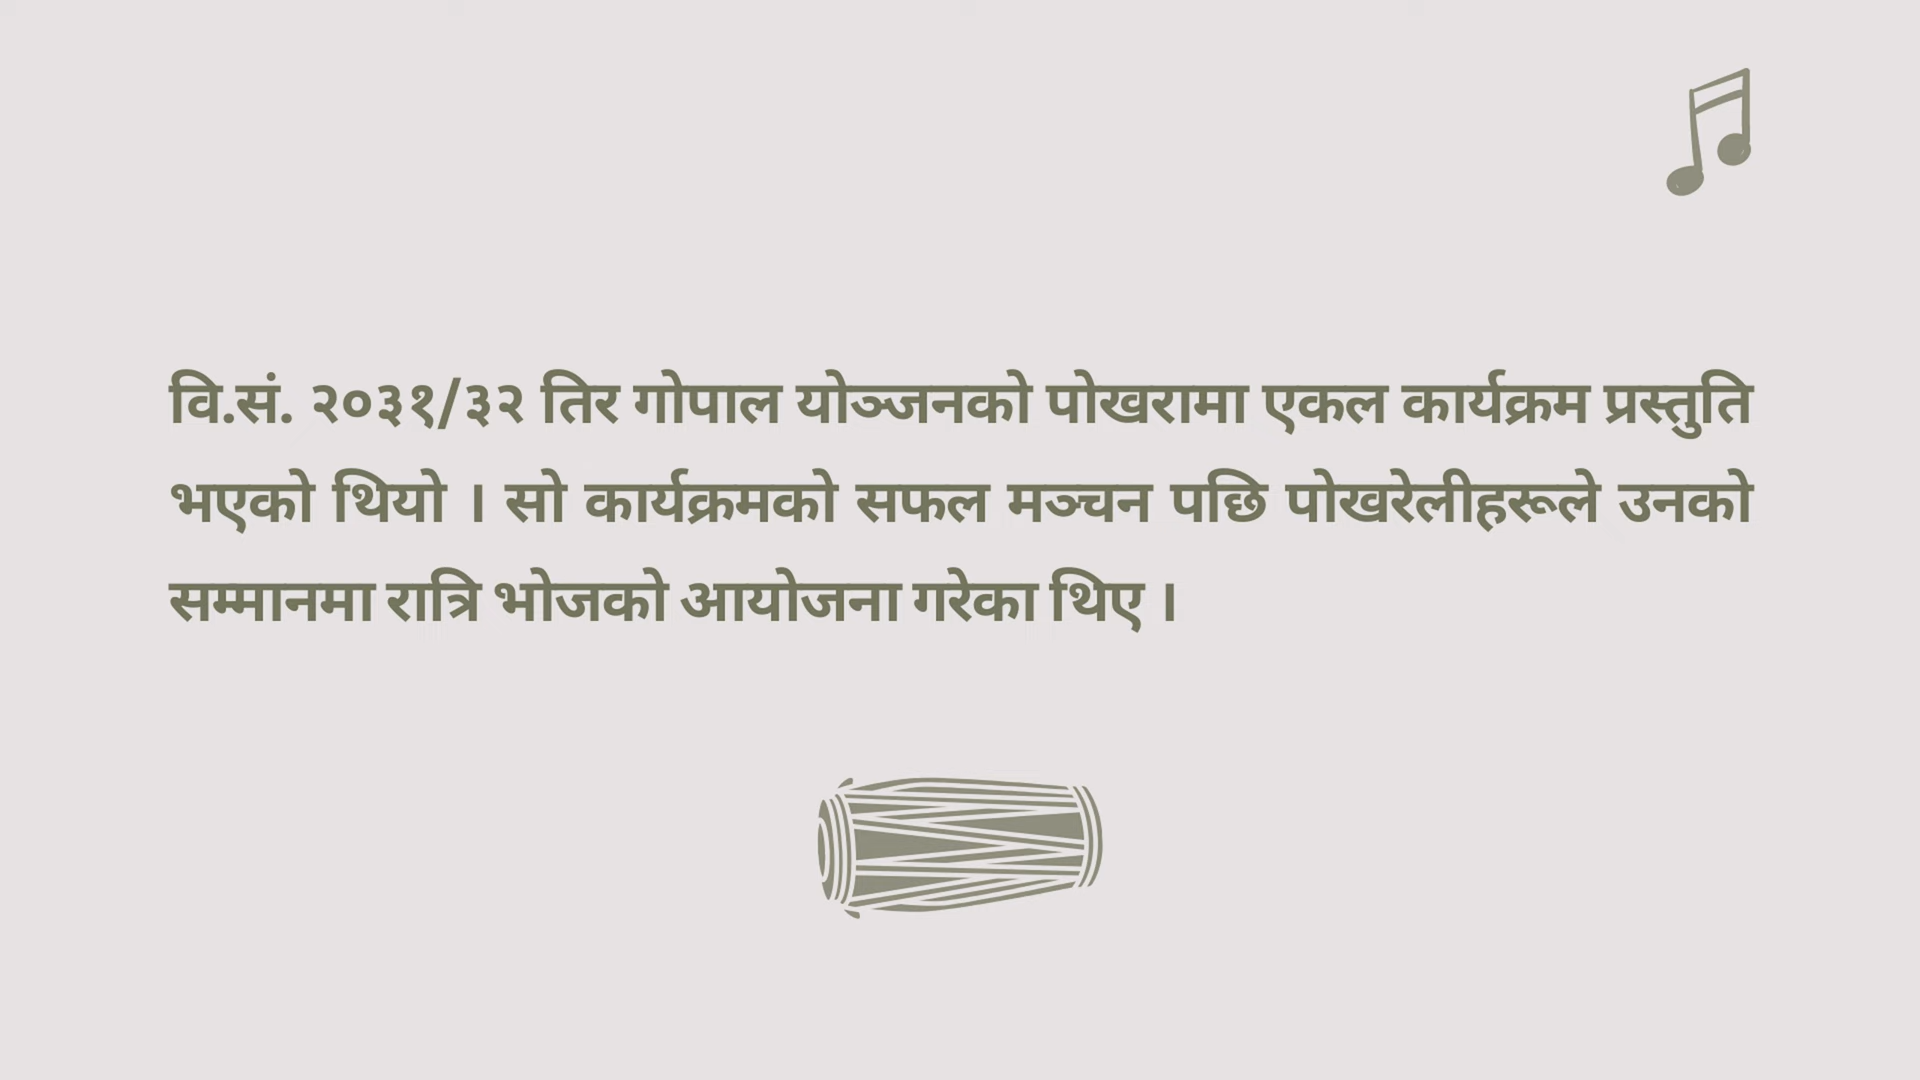 वि.सं. २०३१/३२ तिर गोपाल योञ्जनको पोखरामा एकल कार्यक्रम प्रस्तुति
भएको थियो । सो कार्यक्रमको सफल मञ्चन पछि पोखरेलीहरूले उनको
सम्मानमा रात्रि भोजको आयोजना गरेका थिए ।